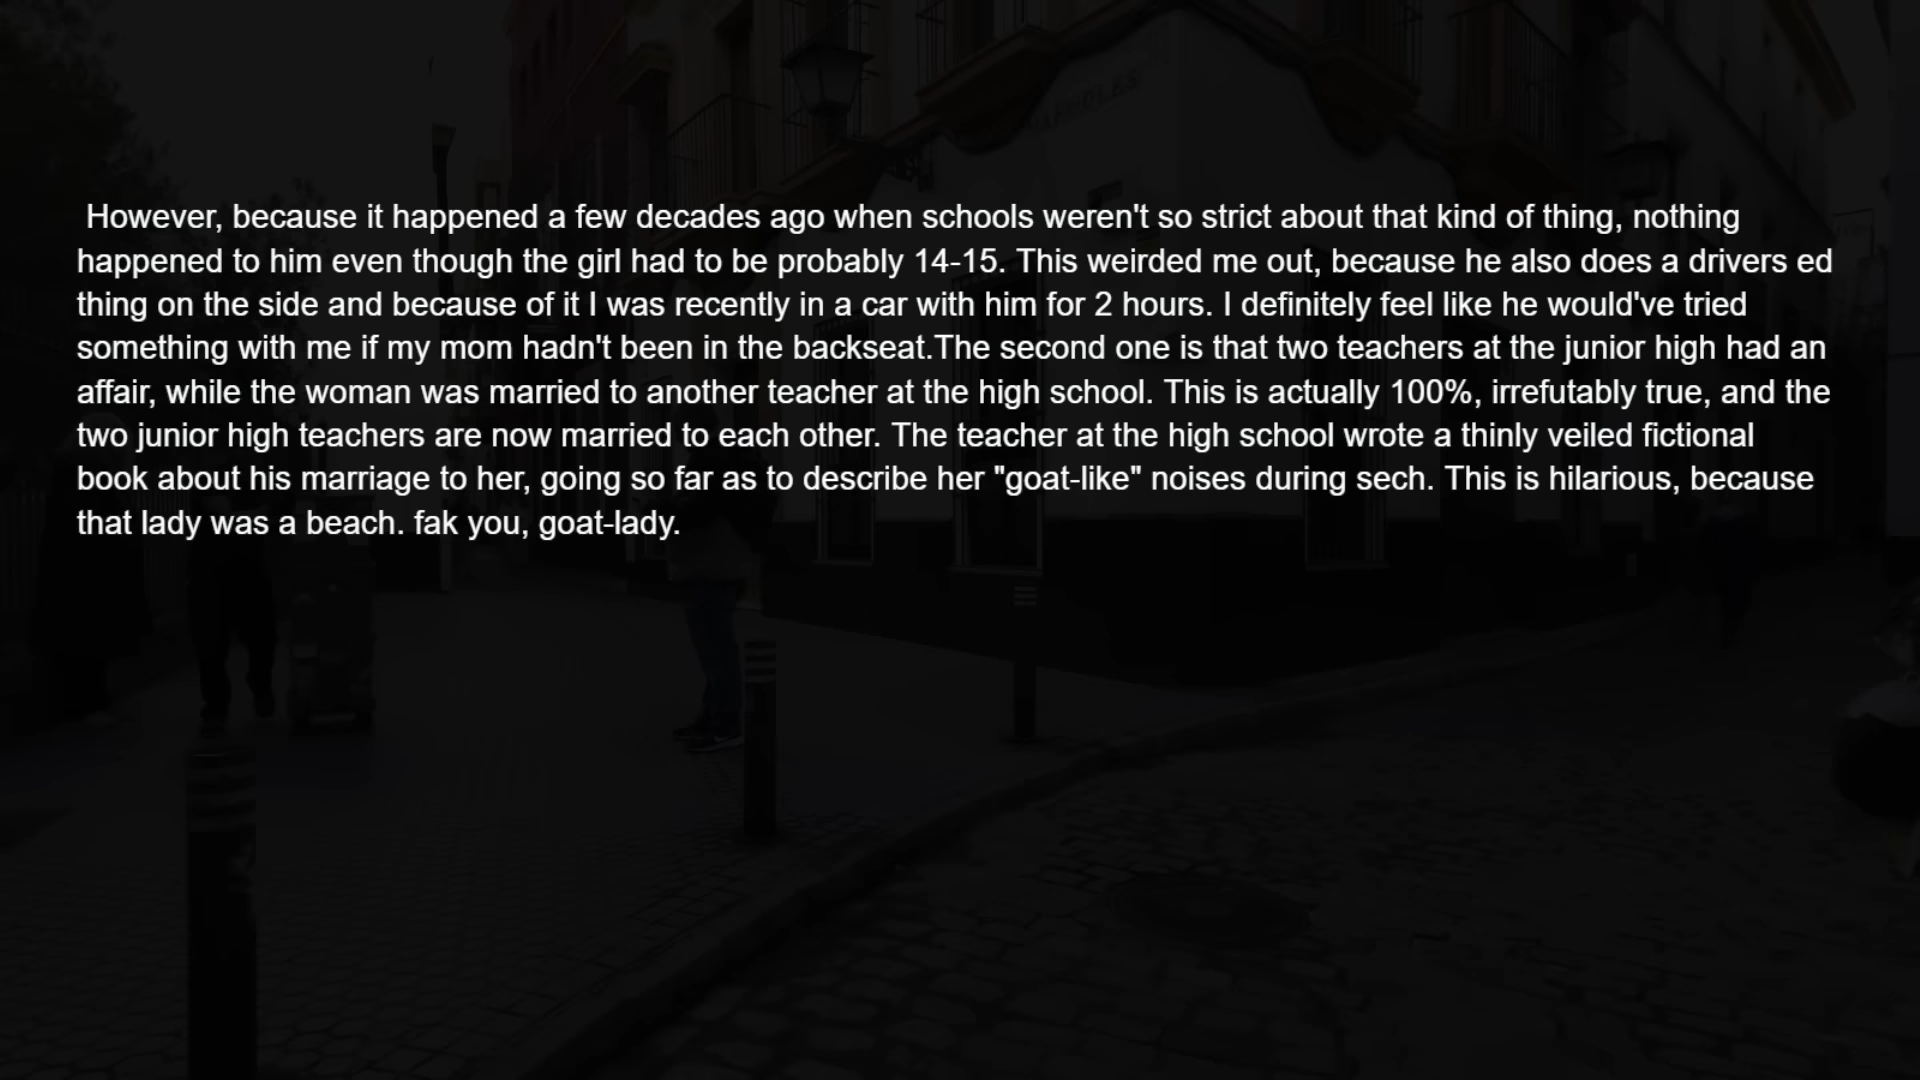 However, because it happened a few decades ago when schools weren't so strict about that kind of thing, nothing
happened to him even though the girl had to be probably 14-15. This weirded me out, because he also does a drivers ed
thing on the side and because of it I was recently in a car with him for 2 hours. I definitely feel like he would've tried
something with me if my mom hadn't been in the backseat.The second one is that two teachers at the junior high had an
affair, while the woman was married to another teacher at the high school. This is actually 100%, irrefutably true, and the
two junior high teachers are now married to each other. The teacher at the high school wrote a thinly veiled fictional
book about his marriage to her, going so far as to describe her "goat-like" noises during sech. This is hilarious, because
that lady was a beach. fak you, goat-lady.